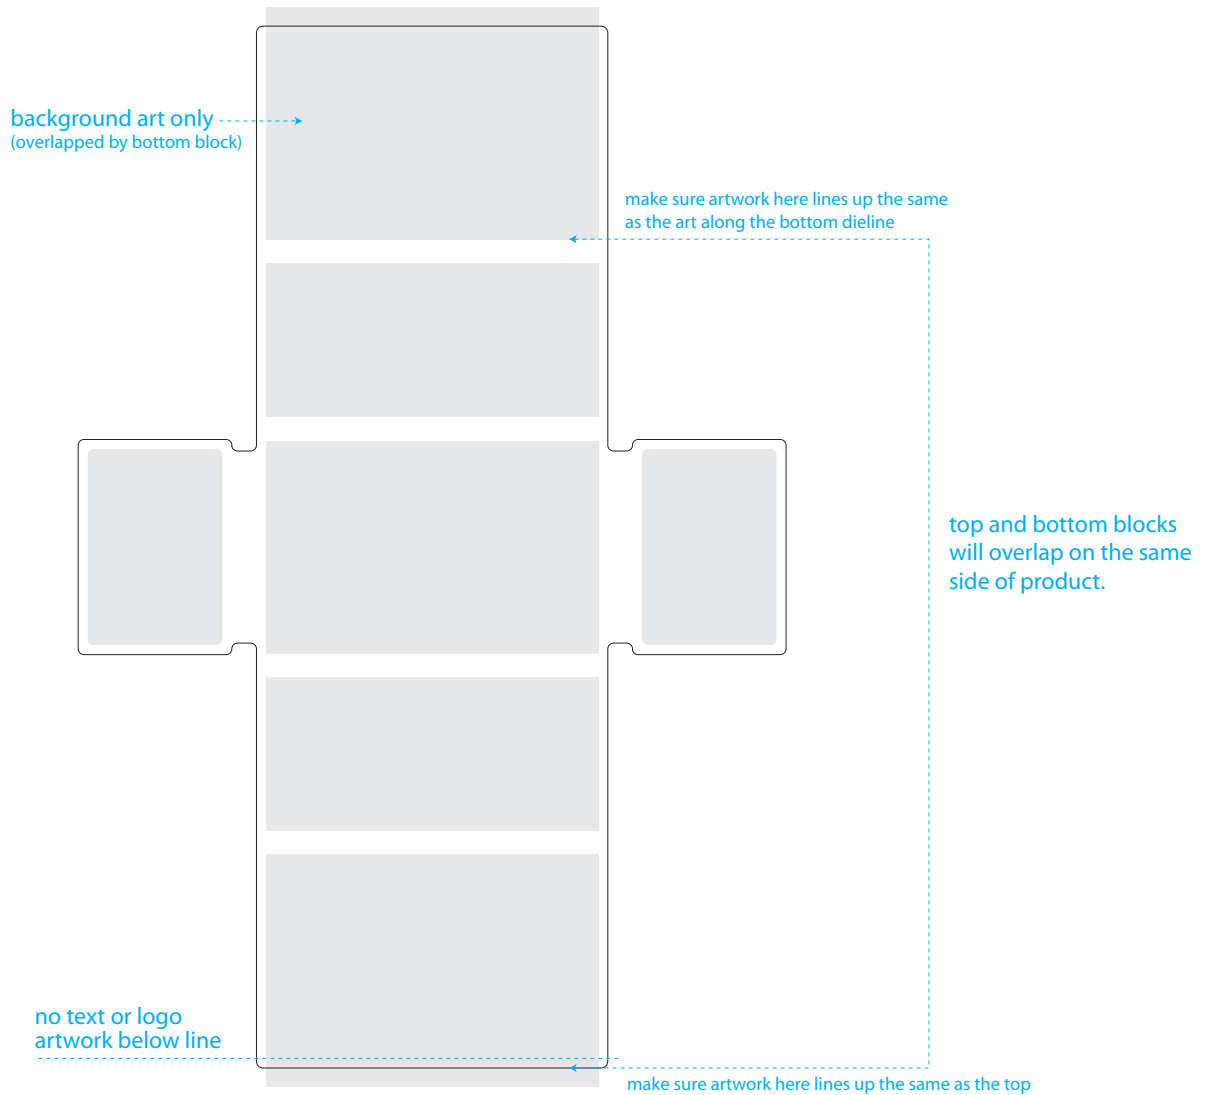 background art only
(overlapped by bottom block)
make sure artwork here lines up the same
as the art along the bottom dieline
top and bottom blocks
will overlap on the same
side of product.
no text or logo
artwork below line
make sure artwork here lines up the same as the top